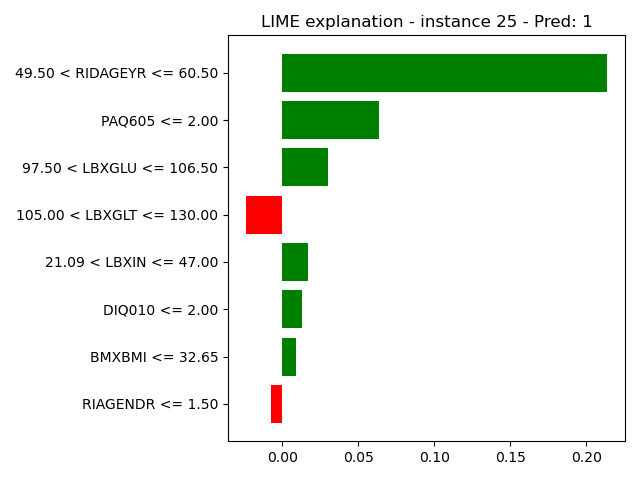 LIME explanation - instance 25 - Pred: 1
49.50 < RIDAGEYR <= 60.50
PAQ605 <= 2.00
97.50 < LBXGLU <= 106.50
105.00 < LBXGLT <= 130.00
21.09 < LBXIN <= 47.00
DIQ010 <= 2.00
BMXBMI <= 32.65
RIAGENDR <= 1.50
0.00 0.05 0.10 0.15 0.20